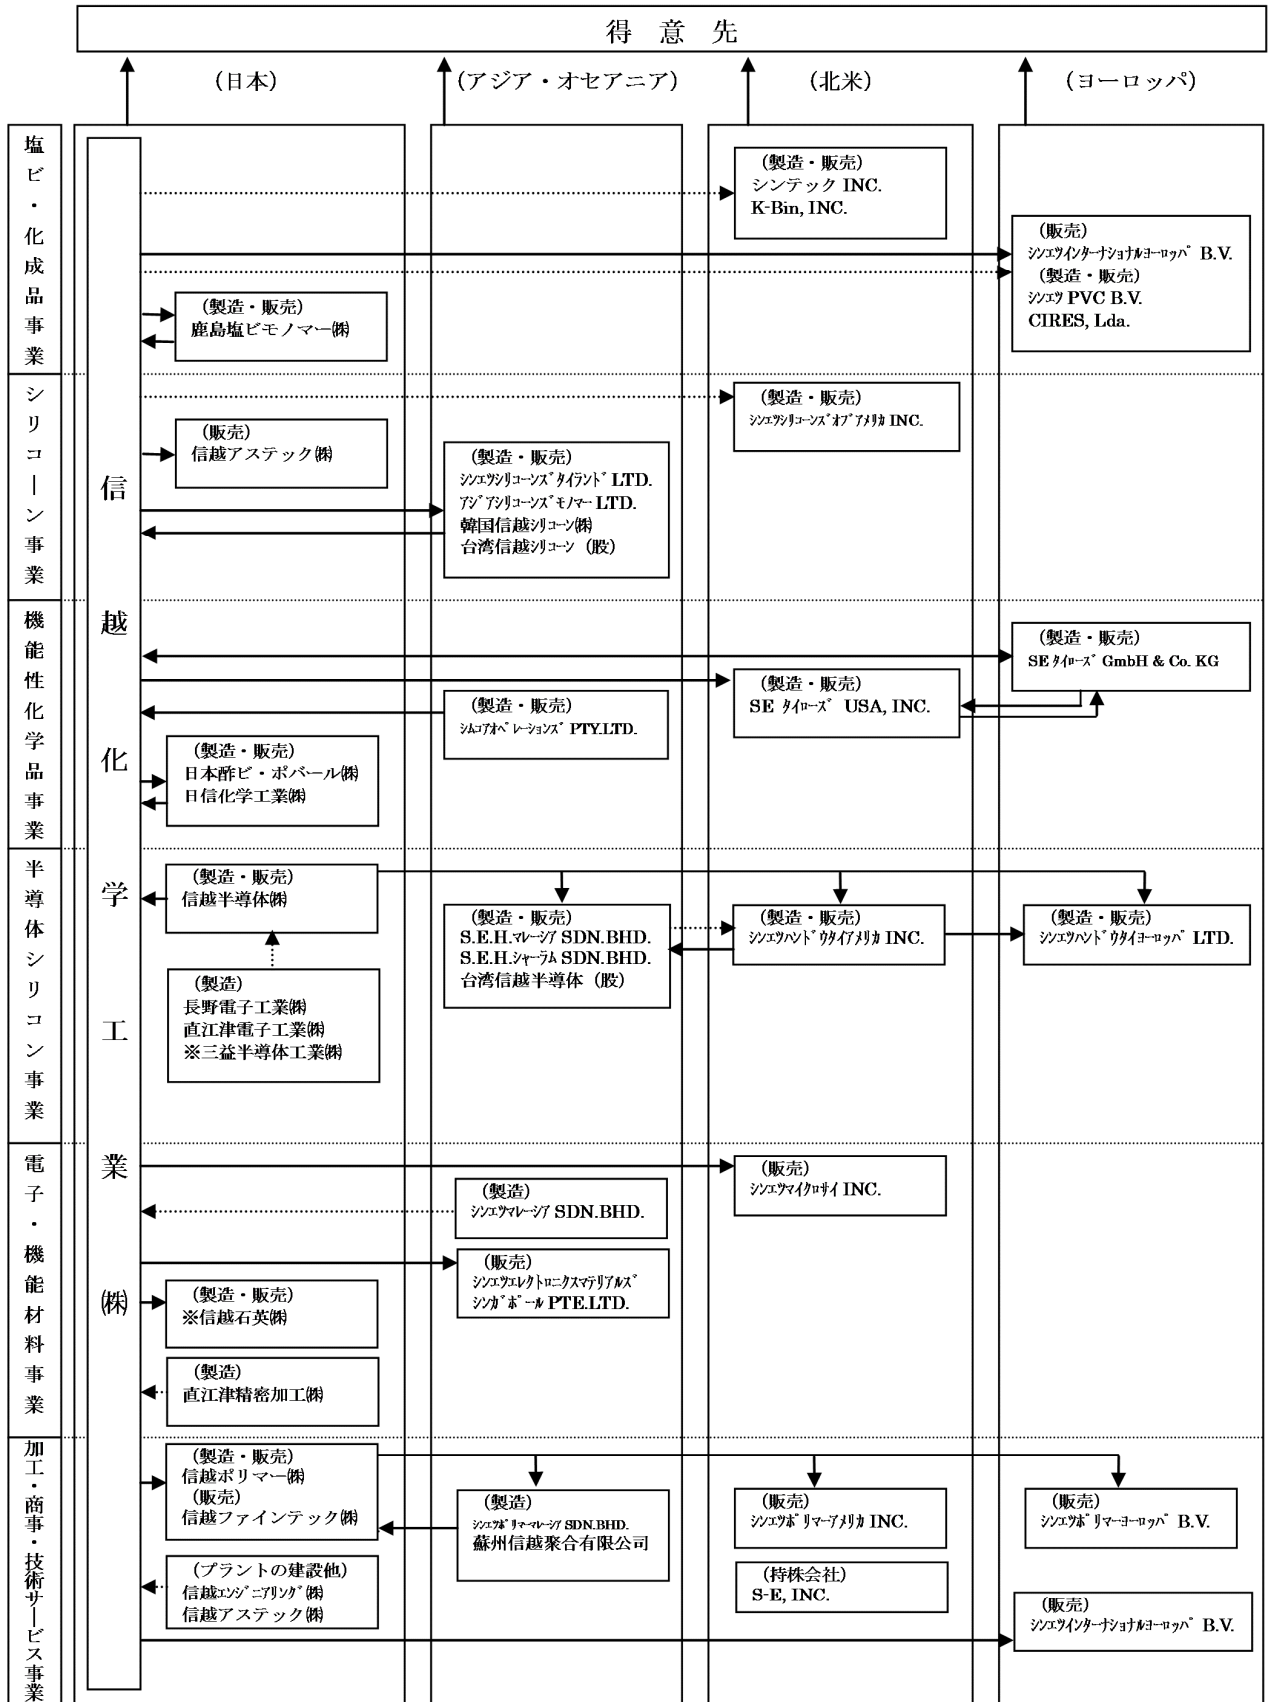 得意先
（日本）
（アジア・オセアニア）
（北米）
（ヨーロッパ）
信越化学工業㈱
塩ビ・化成品事業
（製造・販売）
シンテック INC.
K-Bin, INC.
（販売）
ｼﾝｴﾂｲﾝﾀｰﾅｼｮﾅﾙﾖｰﾛｯﾊﾟ B.V.
（製造・販売）
ｼﾝｴﾂ PVC B.V.
CIRES, Lda.
（製造・販売）
鹿島塩ビモノマー㈱
シリコーン事業
（製造・販売）
ｼﾝｴﾂｼﾘｺｰﾝｽﾞｵﾌﾞｱﾒﾘｶ INC.
（販売）
信越アステック㈱
（製造・販売）
ｼﾝｴﾂｼﾘｺｰﾝｽﾞﾀｲﾗﾝﾄﾞ LTD.
ｱｼﾞｱｼﾘｺｰﾝｽﾞﾓﾉﾏｰ LTD.
韓国信越ｼﾘｺｰﾝ㈱
台湾信越ｼﾘｺｰﾝ（股）
機能性化学品事業
（製造・販売）
SE ﾀｲﾛｰｽﾞ GmbH & Co. KG
（製造・販売）
SE ﾀｲﾛｰｽﾞ USA, INC.
（製造・販売）
ｼﾑｺｱｵﾍﾟﾚｰｼｮﾝｽﾞ PTY.LTD.
（製造・販売）
日本酢ビ・ポバール㈱
日信化学工業㈱
半導体シリコン事業
（製造・販売）
信越半導体㈱
（製造・販売）
S.E.H.ﾏﾚｰｼｱ SDN.BHD.
S.E.H.ｼｬｰﾗﾑ SDN.BHD.
台湾信越半導体（股）
（製造・販売）
ｼﾝｴﾂﾊﾝﾄﾞｳﾀｲｱﾒﾘｶ INC.
（製造・販売）
ｼﾝｴﾂﾊﾝﾄﾞｳﾀｲﾖｰﾛｯﾊﾟ LTD.
（製造）
長野電子工業㈱
直江津電子工業㈱
※三益半導体工業㈱
電子・機能材料事業
（販売）
ｼﾝｴﾂﾏｲｸﾛｻｲ INC.
（製造）
ｼﾝｴﾂﾏﾚｰｼｱ SDN.BHD.
（販売）
ｼﾝｴﾂｴﾚｸﾄﾛﾆｸｽﾏﾃﾘｱﾙｽﾞ
ｼﾝｶﾞﾎﾟｰﾙ PTE.LTD.
（製造・販売）
※信越石英㈱
（製造）
直江津精密加工㈱
加工・商事・技術サービス事業
（製造・販売）
信越ポリマー㈱
（販売）
信越ファインテック㈱
（製造）
ｼﾝｴﾂﾎﾟﾘﾏｰﾏﾚｰｼｱ SDN.BHD.
蘇州信越聚合有限公司
（販売）
ｼﾝｴﾂﾎﾟﾘﾏｰｱﾒﾘｶ INC.
（販売）
ｼﾝｴﾂﾎﾟﾘﾏｰﾖｰﾛｯﾊﾟ B.V.
（プラントの建設他）
信越ｴﾝｼﾞﾆｱﾘﾝｸﾞ㈱
信越アステック㈱
（持株会社）
S-E, INC.
（販売）
ｼﾝｴﾂｲﾝﾀｰﾅｼｮﾅﾙﾖｰﾛｯﾊﾟ B.V.